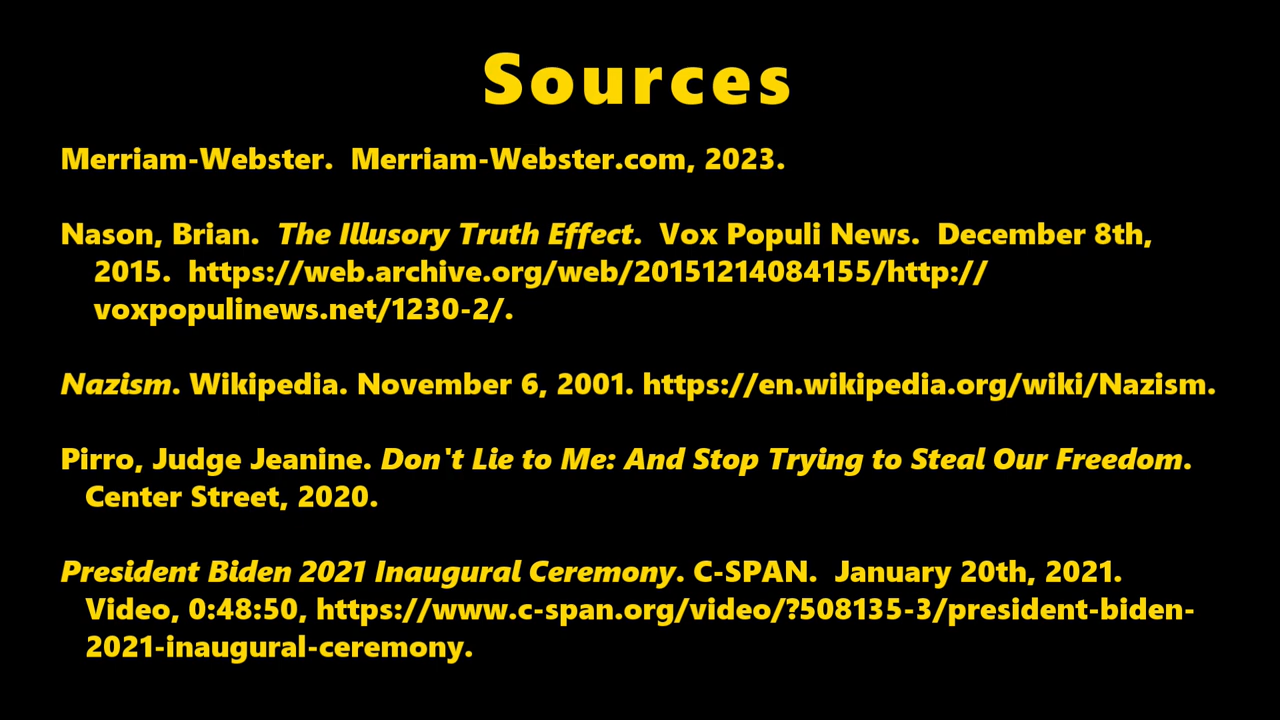 Sources
Merriam-Webster.  Merriam-Webster.com, 2023.
Nason, Brian.  The Illusory Truth Effect.  Vox Populi News.  December 8th,
2015.  https://web.archive.org/web/20151214084155/http://
voxpopulinews.net/1230-2/.
Nazism. Wikipedia. November 6, 2001. https://en.wikipedia.org/wiki/Nazism.
Pirro, Judge Jeanine. Don't Lie to Me: And Stop Trying to Steal Our Freedom.
Center Street, 2020.
President Biden 2021 Inaugural Ceremony. C-SPAN.  January 20th, 2021.
Video, 0:48:50, https://www.c-span.org/video/?508135-3/president-biden-
2021-inaugural-ceremony.